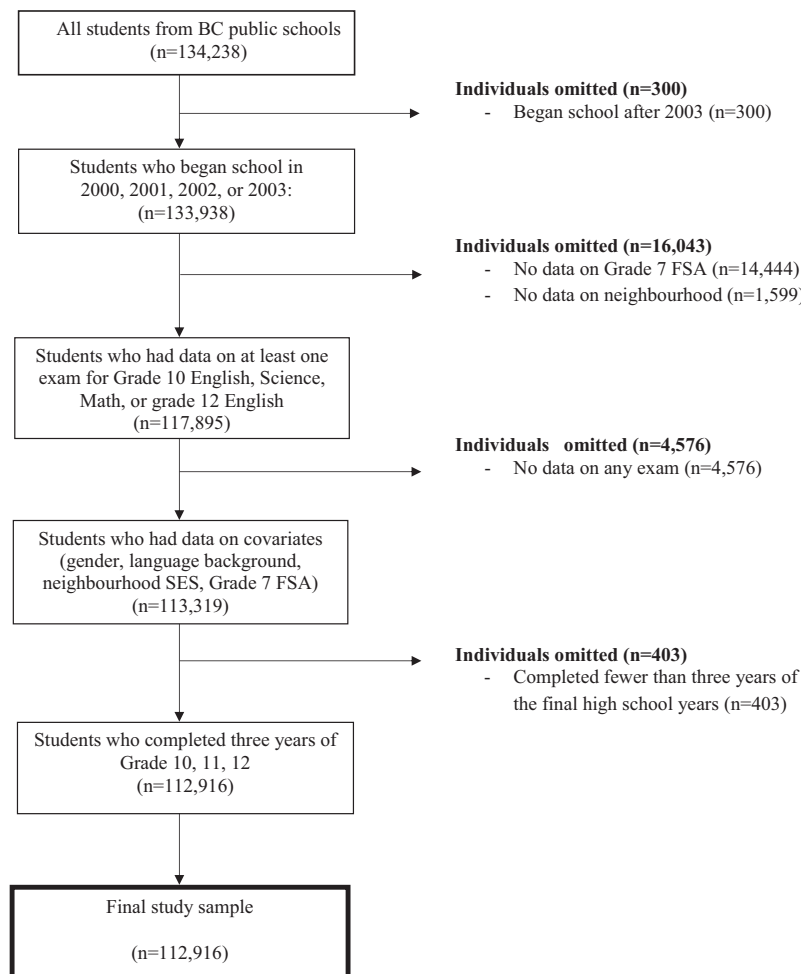 All students from BC public schools
(n=134,238)
Individuals omitted (n=300)
- Began school after 2003 (n=300)
Students who began school in
2000, 2001, 2002, or 2003:
(n=133,938)
Individuals omitted (n=16,043)
- No data on Grade 7 FSA (n=14,444)
- No data on neighbourhood (n=1,599)
Students who had data on at least one
exam for Grade 10 English, Science,
Math, or grade 12 English
(n=117,895)
Individuals omitted (n=4,576)
- No data on any exam (n=4,576)
Students who had data on covariates
(gender, language background,
neighbourhood SES, Grade 7 FSA)
(n=113,319)
Individuals omitted (n=403)
- Completed fewer than three years of
the final high school years (n=403)
Students who completed three years of
Grade 10, 11, 12
(n=112,916)
Final study sample
(n=112,916)